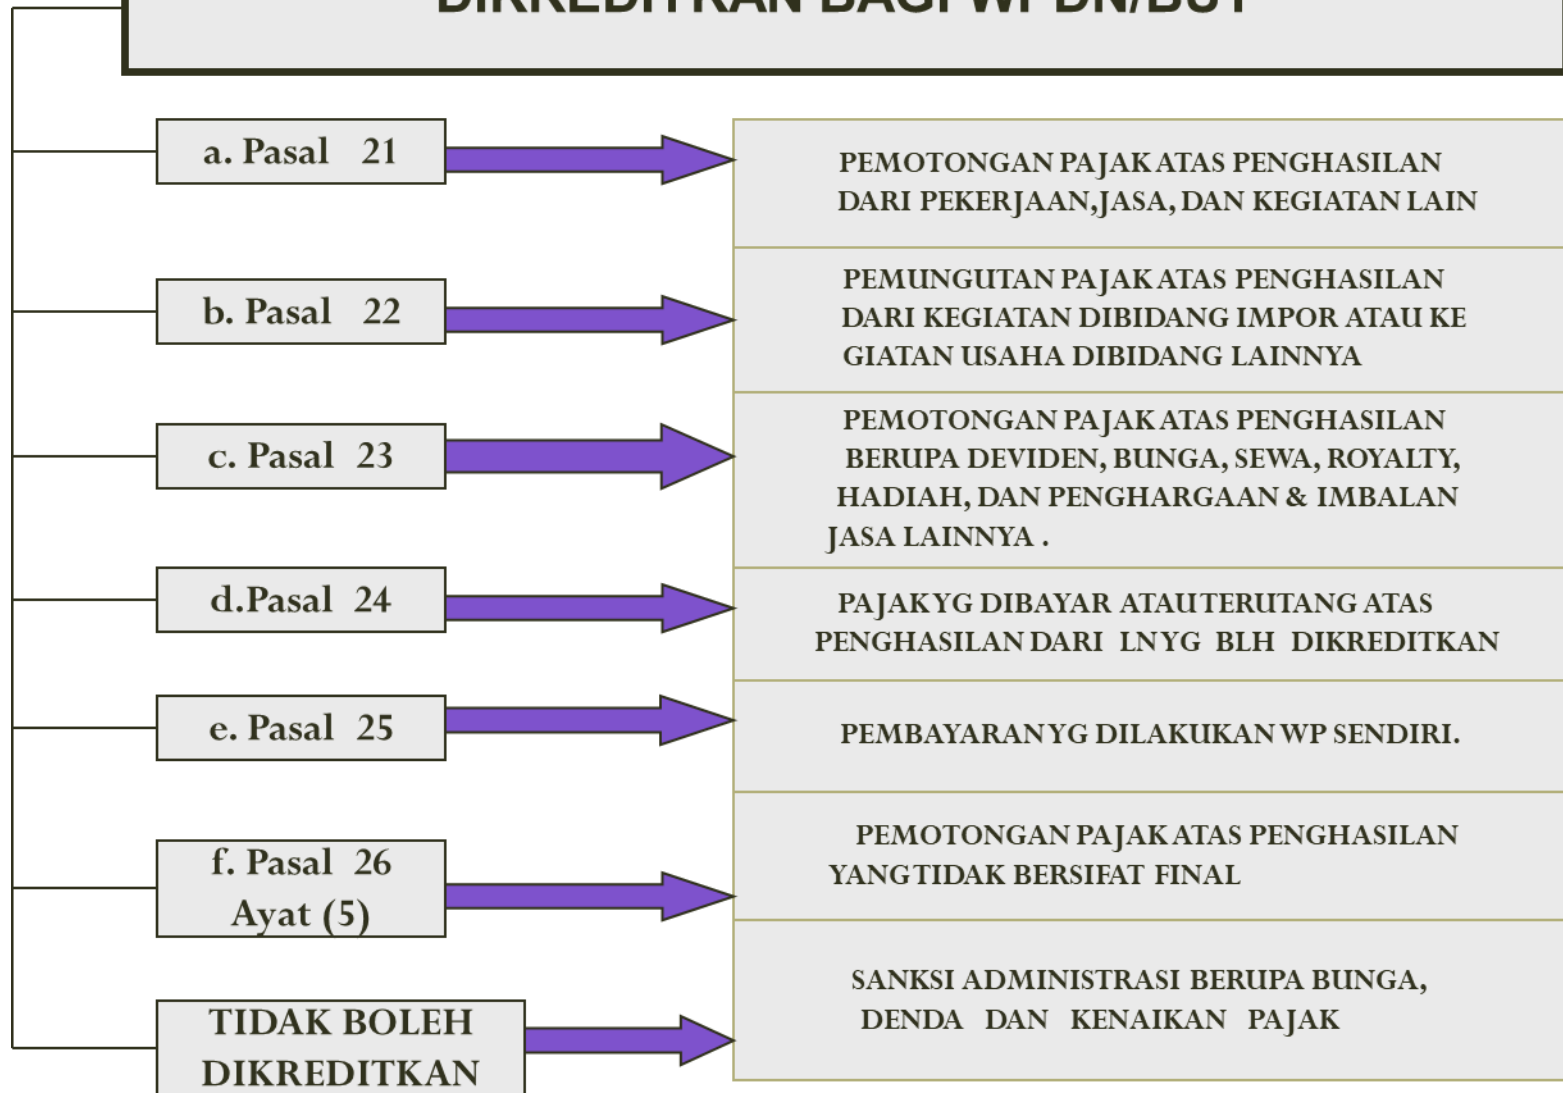 DIKREDITKAN BAGI WPDN/BUT
a. Pasal 21
PEMOTONGAN PAJAK ATAS PENGHASILAN
DARI PEKERJAAN, JASA, DAN KEGIATAN LAIN
b. Pasal 22
PEMUNGUTAN PAJAK ATAS PENGHASILAN
DARI KEGIATAN DIBIDANG IMPOR ATAU KE
GIATAN USAHA DIBIDANG LAINNYA
c. Pasal 23
PEMOTONGAN PAJAK ATAS PENGHASILAN
BERUPA DEVIDEN, BUNGA, SEWA, ROYALTY,
HADIAH, DAN PENGHARGAAN & IMBALAN
JASA LAINNYA .
d.Pasal 24
PAJAK YG DIBAYAR ATAU TERUTANG ATAS
PENGHASILAN DARI LN YG BLH DIKREDITKAN
e. Pasal 25
PEMBAYARAN YG DILAKUKAN WP SENDIRI.
f. Pasal 26
Ayat (5)
PEMOTONGAN PAJAK ATAS PENGHASILAN
YANG TIDAK BERSIFAT FINAL
TIDAK BOLEH
DIKREDITKAN
SANKSI ADMINISTRASI BERUPA BUNGA,
DENDA DAN KENAIKAN PAJAK